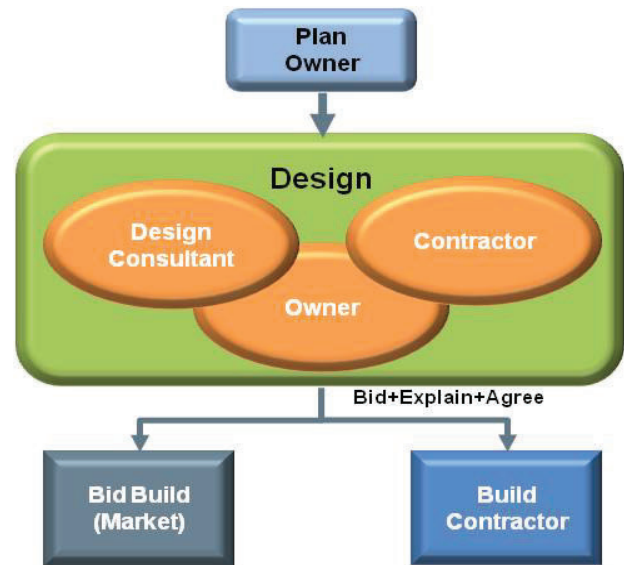 Plan
Owner
Design
Design
Consultant
Contractor
Owner
Bid+Explain+Agree
Bid Build
(Market)
Build
Contractor